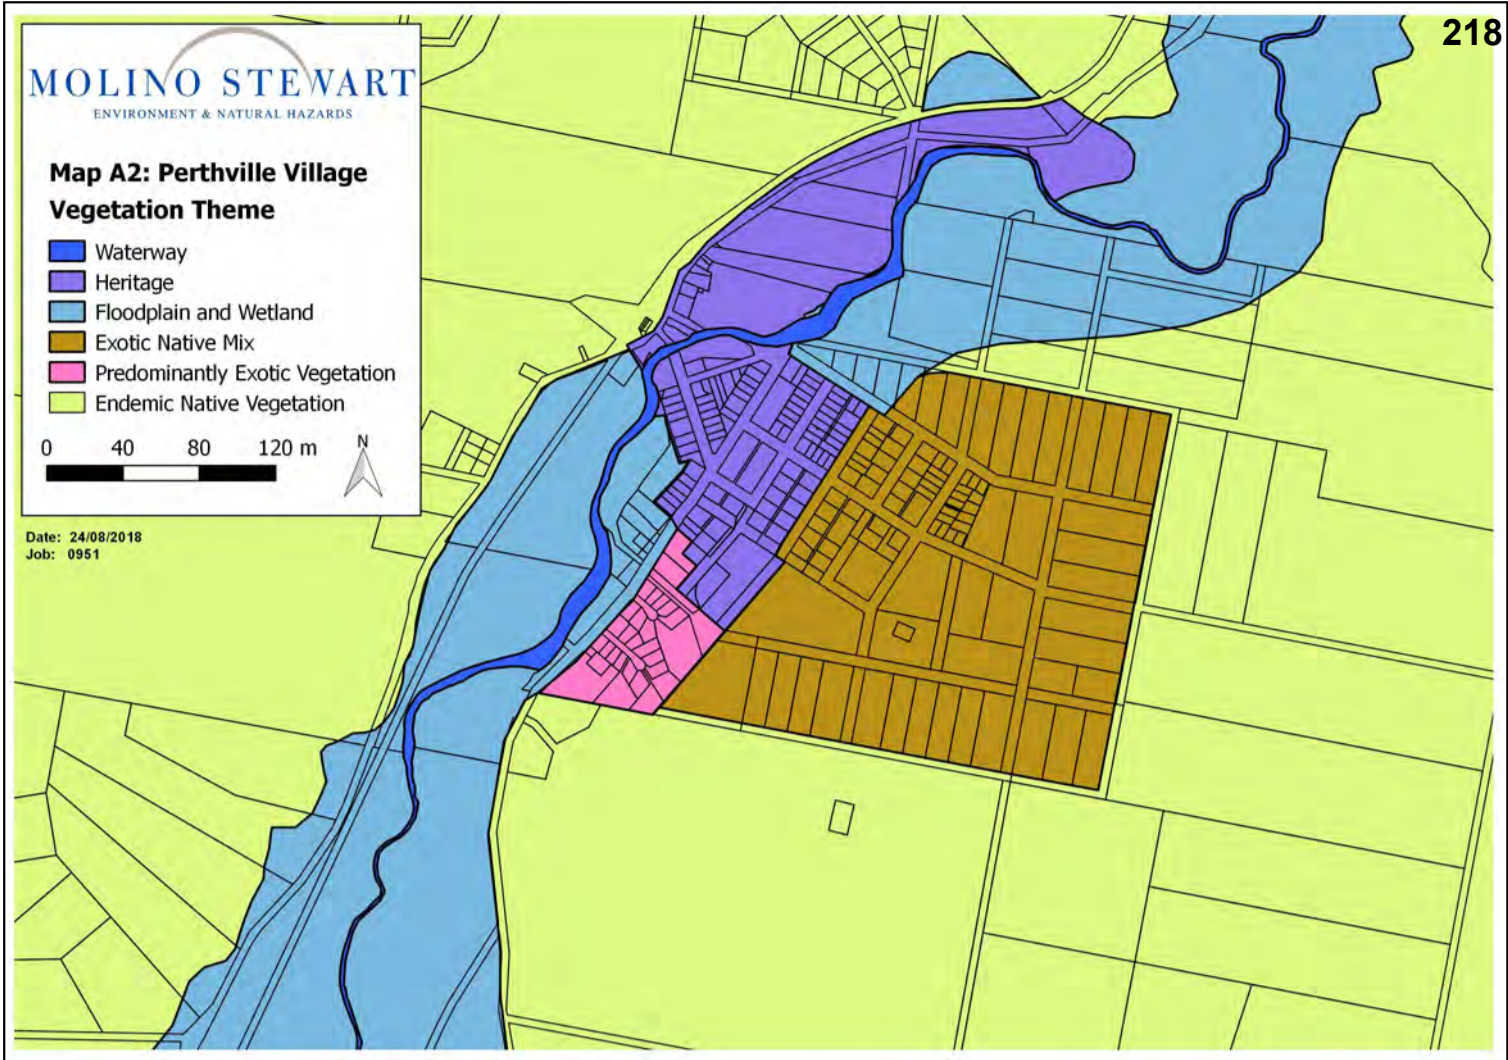 218
MOLINO STEWART
ENVIRONMENT & NATURAL HAZARDS
Map A2: Perthville Village
Vegetation Theme
Waterway
Heritage
Floodplain and Wetland
Exotic Native Mix
Predominantly Exotic Vegetation
Endemic Native Vegetation
0 40 80 120 m
N
Date: 24/08/2018
Job: 0951